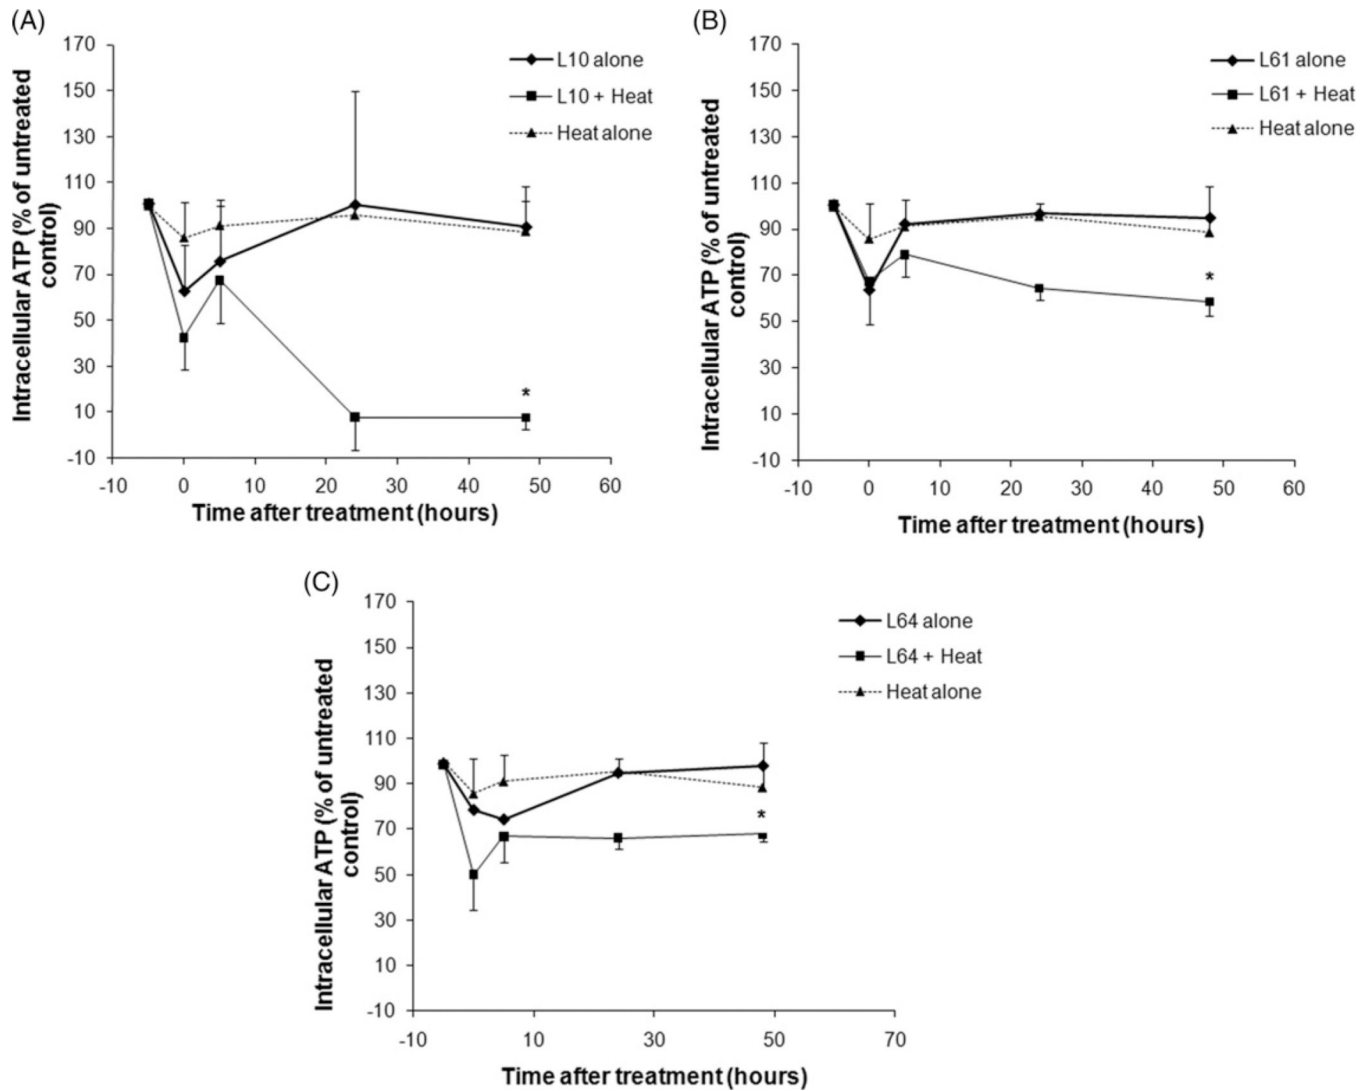 (A)
Intracellular ATP (% of untreated
control)
170
150
130
110
90
70
50
30
10
-10
-10 0 10 20 30 40 50 60
Time after treatment (hours)
L10 alone
L10 + Heat
Heat alone
*
(B)
Intracellular ATP (% of untreated
control)
170
150
130
110
90
70
50
30
10
-10
-10 0 10 20 30 40 50 60
Time after treatment (hours)
L61 alone
L61 + Heat
Heat alone
*
(C)
Intracellular ATP (% of untreated
control)
170
150
130
110
90
70
50
30
10
-10
-10 10 30 50 70
Time after treatment (hours)
L64 alone
L64 + Heat
Heat alone
*